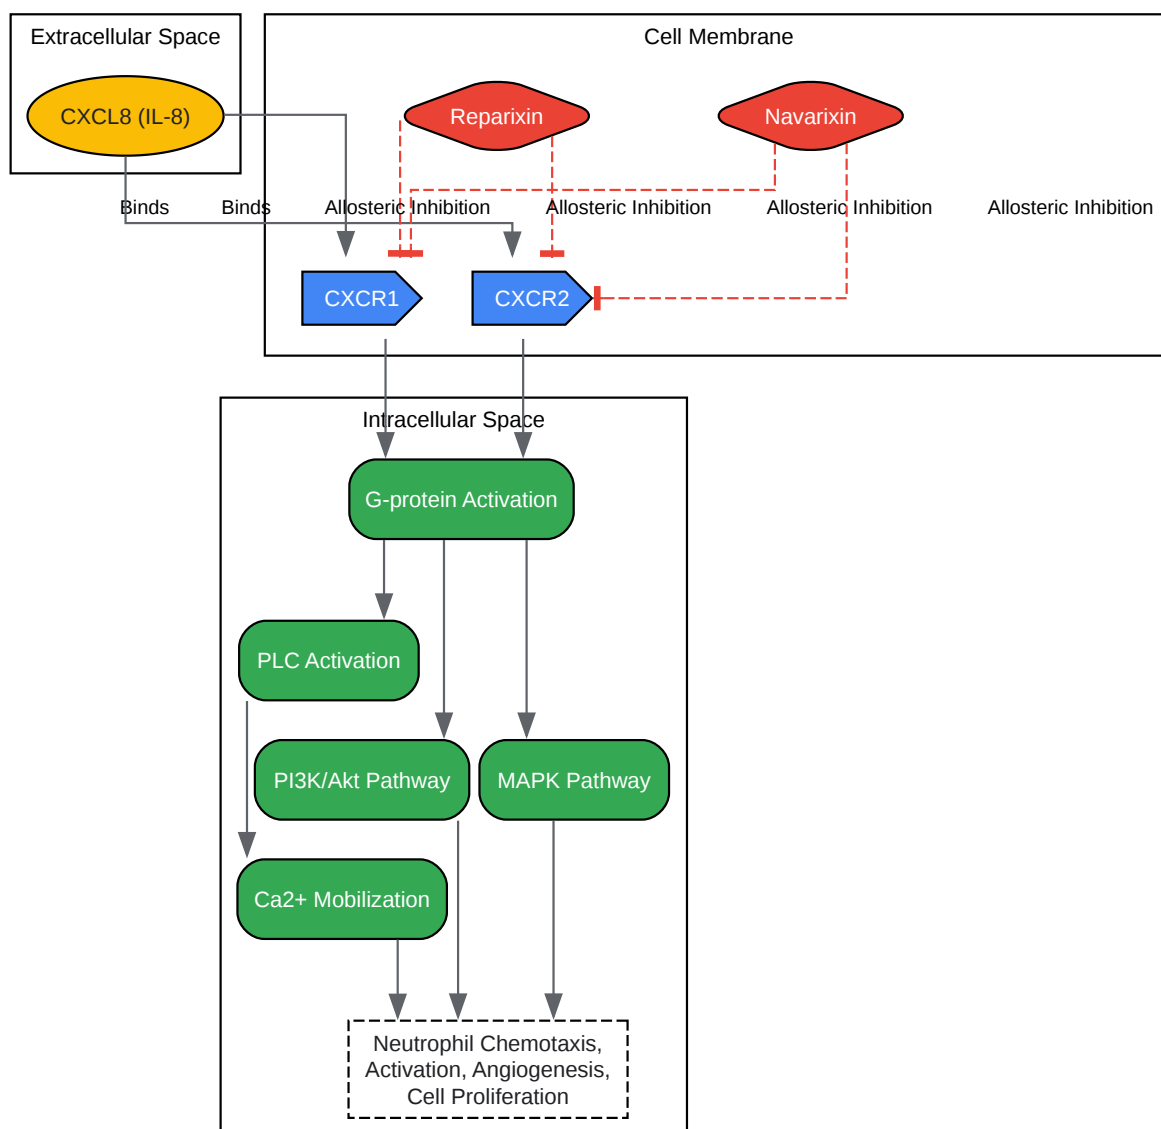 Extracellular Space
Cell Membrane
CXCL8 (IL-8)
Reparixin
Navarixin
Binds
Binds
Allosteric Inhibition
Allosteric Inhibition
Allosteric Inhibition
Allosteric Inhibition
CXCR1
CXCR2
Intracellular Space
G-protein Activation
PLC Activation
PI3K/Akt Pathway
MAPK Pathway
Ca2+ Mobilization
Neutrophil Chemotaxis,
Activation, Angiogenesis,
Cell Proliferation